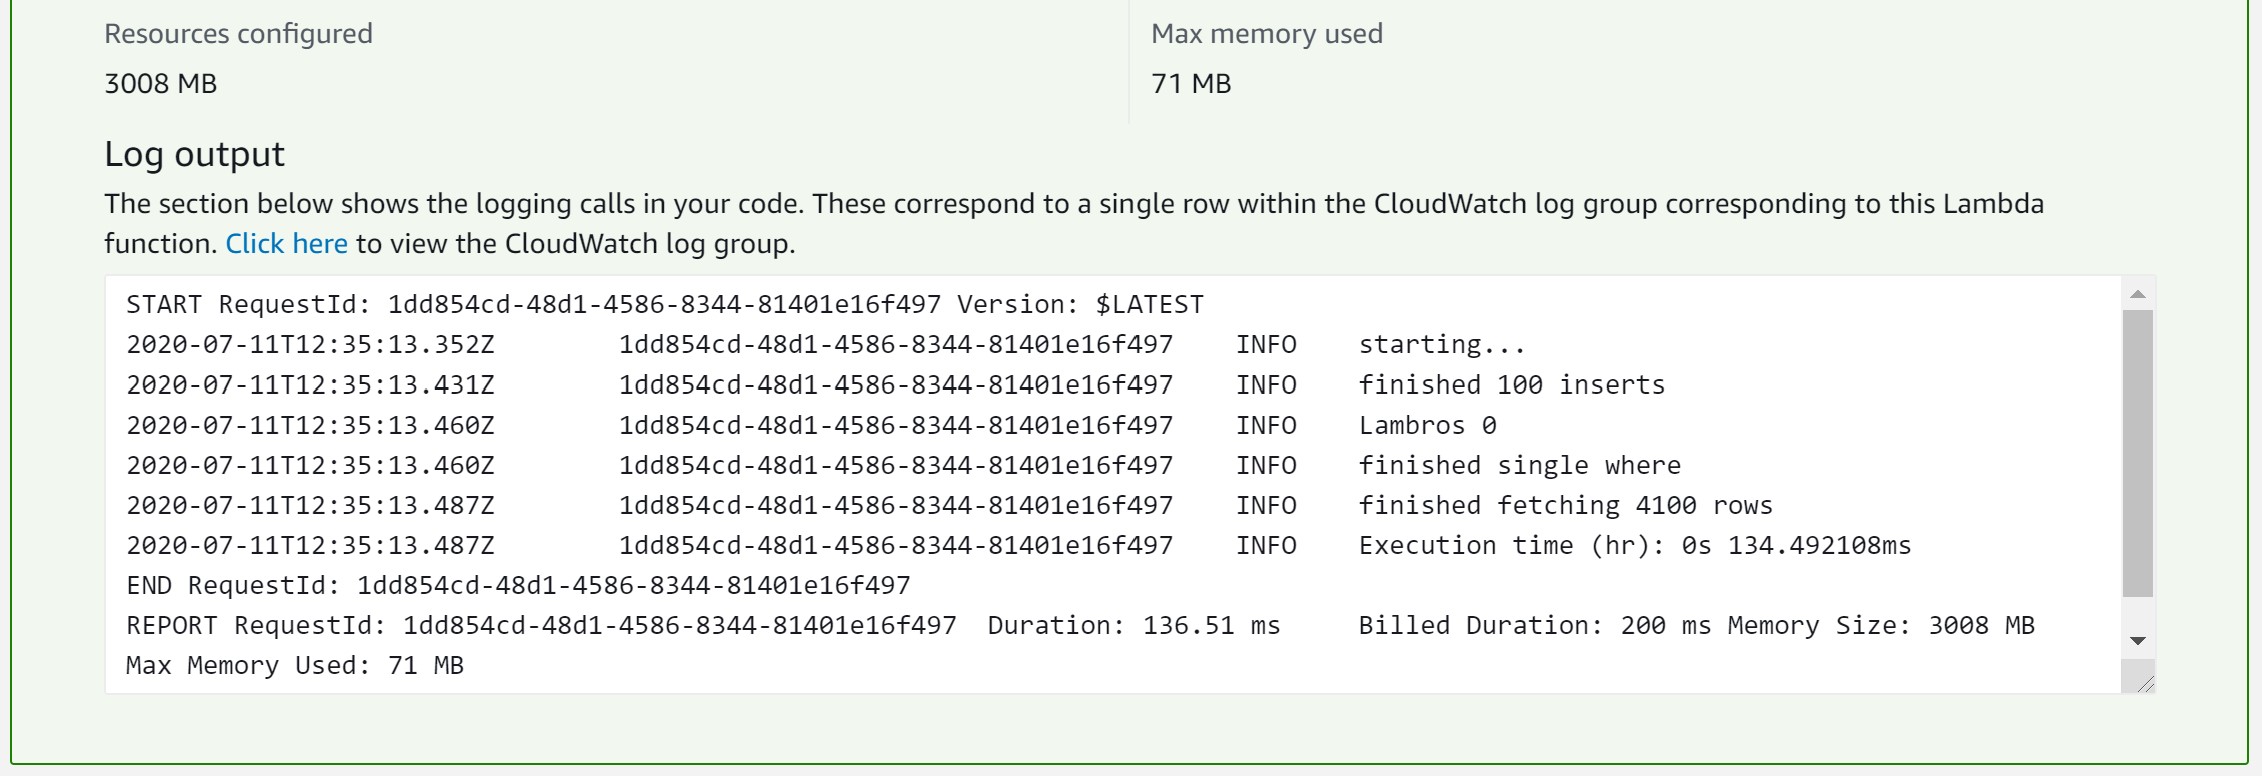 Resources configured
3008 MB
Max memory used
71 MB
Log output
The section below shows the logging calls in your code. These correspond to a single row within the CloudWatch log group corresponding to this Lambda
function. Click here to view the CloudWatch log group.
START RequestId: 1dd854cd-48d1-4586-8344-81401e16f497 Version: $LATEST
2020-07-11T12:35:13.352Z 1dd854cd-48d1-4586-8344-81401e16f497 INFO starting...
2020-07-11T12:35:13.431Z 1dd854cd-48d1-4586-8344-81401e16f497 INFO finished 100 inserts
2020-07-11T12:35:13.460Z 1dd854cd-48d1-4586-8344-81401e16f497 INFO Lambros 0
2020-07-11T12:35:13.460Z 1dd854cd-48d1-4586-8344-81401e16f497 INFO finished single where
2020-07-11T12:35:13.487Z 1dd854cd-48d1-4586-8344-81401e16f497 INFO finished fetching 4100 rows
2020-07-11T12:35:13.487Z 1dd854cd-48d1-4586-8344-81401e16f497 INFO Execution time (hr): 0s 134.492108ms
END RequestId: 1dd854cd-48d1-4586-8344-81401e16f497
REPORT RequestId: 1dd854cd-48d1-4586-8344-81401e16f497 Duration: 136.51 ms Billed Duration: 200 ms Memory Size: 3008 MB
Max Memory Used: 71 MB